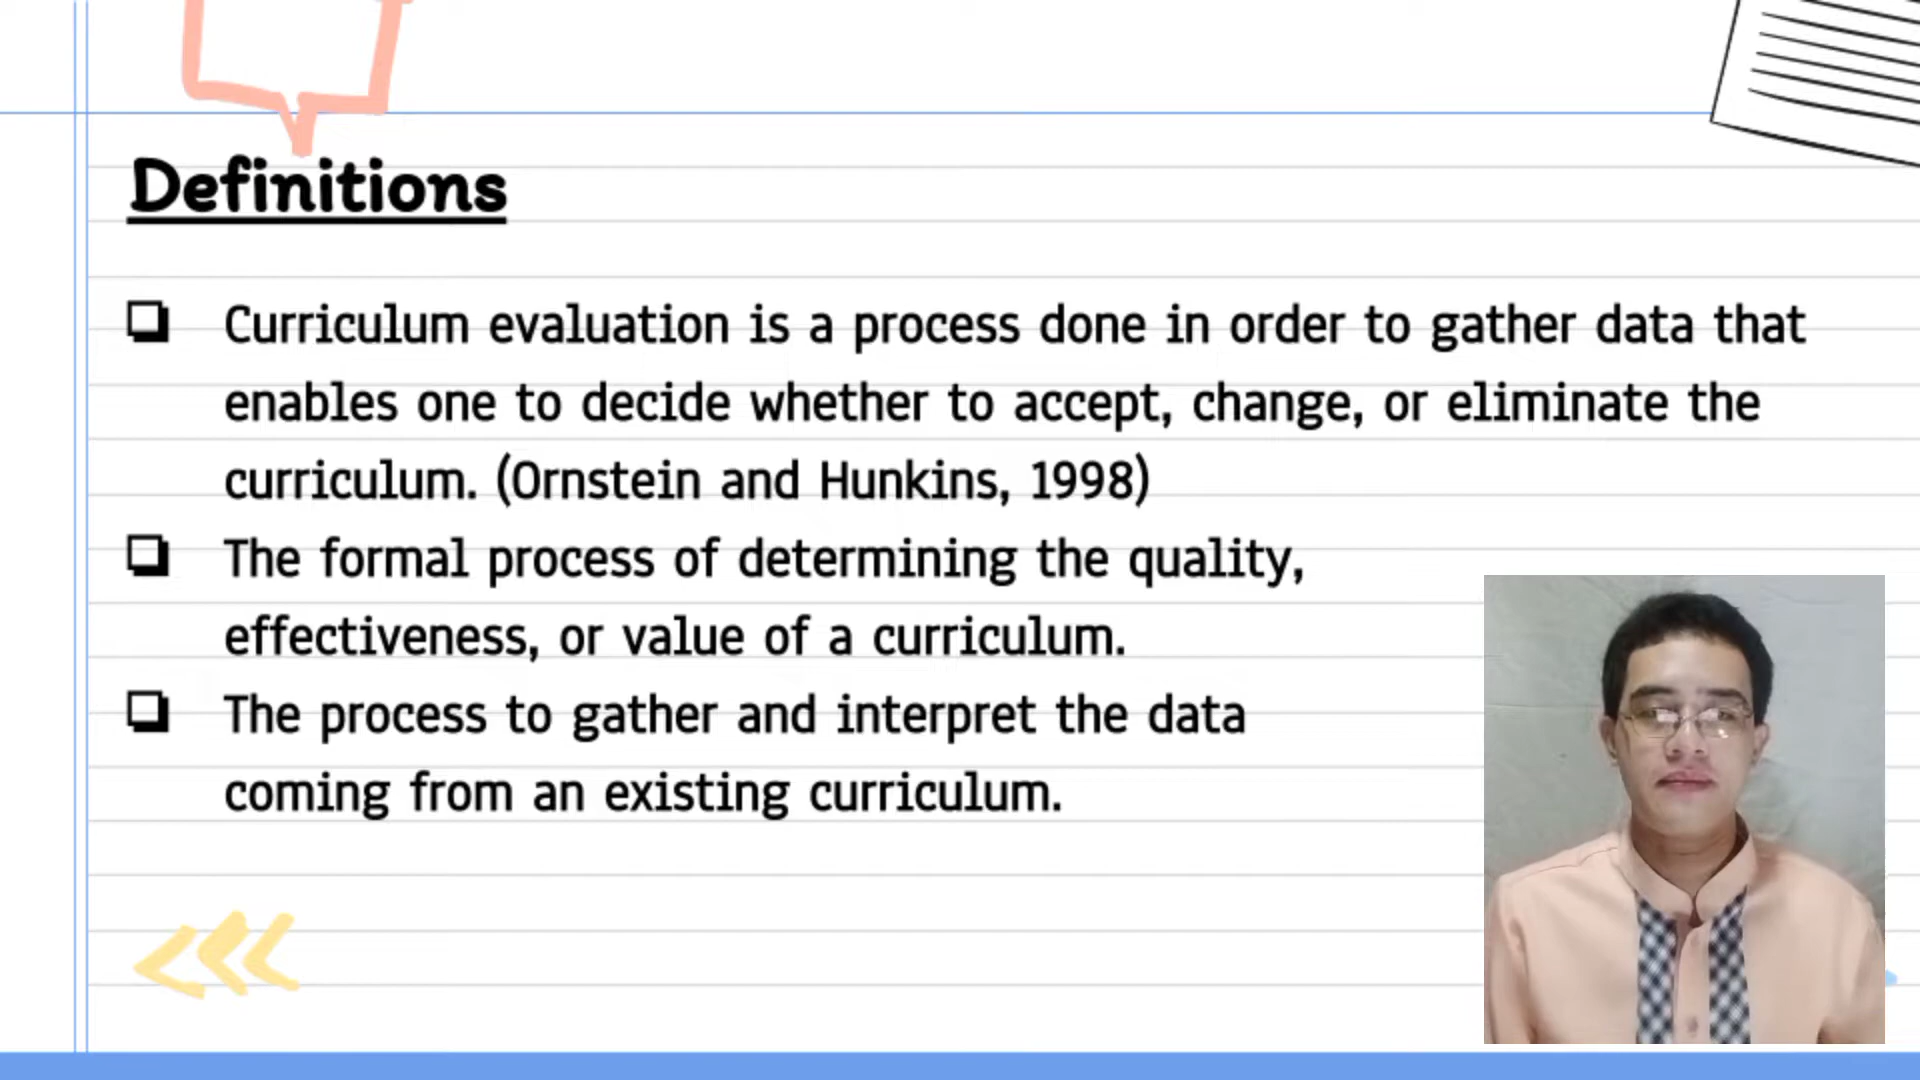 Definitions
Curriculum evaluation is a process done in order to gather data that
enables one to decide whether to accept, change, or eliminate the
curriculum. (Ornstein and Hunkins, 1998)
The formal process of determining the quality,
effectiveness, or value of a curriculum.
The process to gather and interpret the data
coming from an existing curriculum.